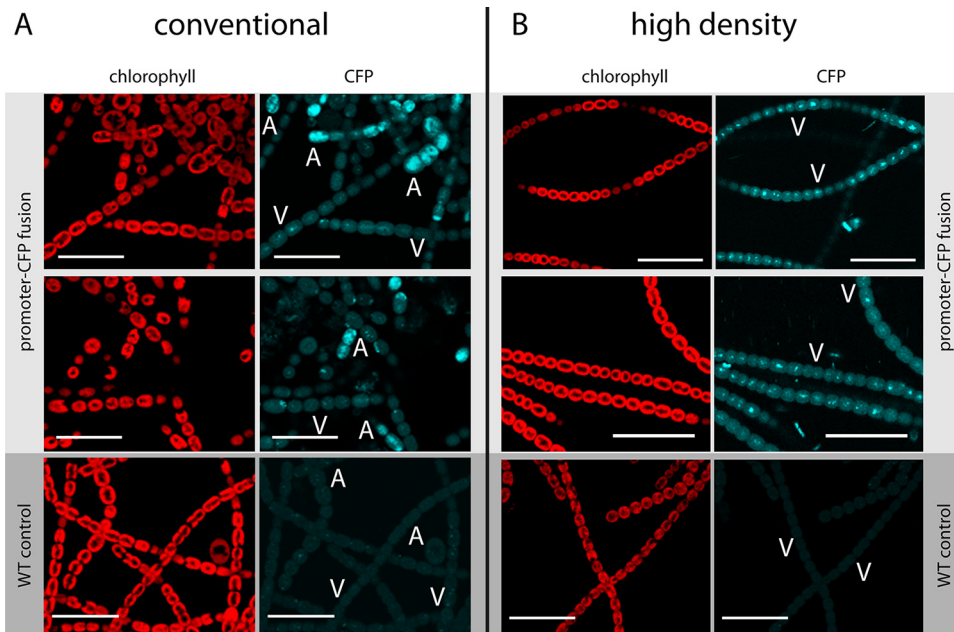 A conventional
B high density
chlorophyll CFP
chlorophyll CFP
promoter-CFP fusion
A
A
A
V
V
V
V
promoter-CFP fusion
A
V
A
V
V
WT control
A
A
V
V
V
V
WT control